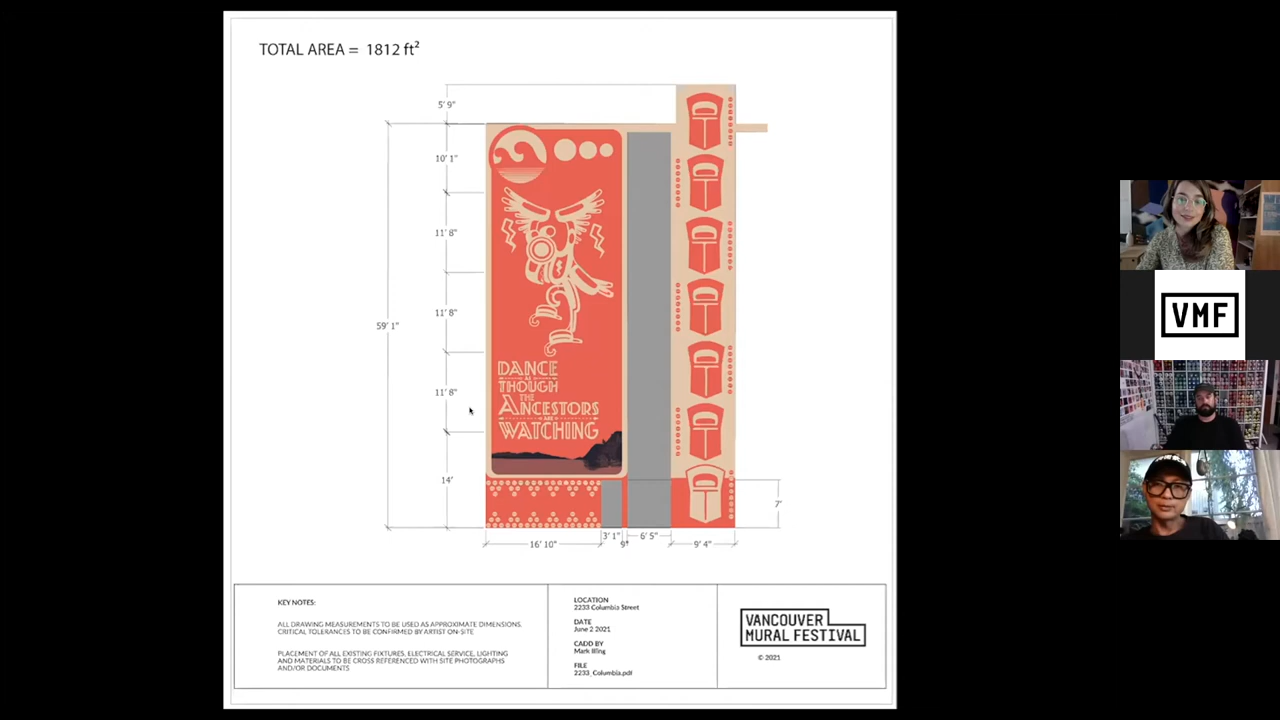 TOTAL AREA = 1812 ft²
5' 9"
10' 1"
11' 8"
59' 1"
11' 8"
11' 8"
14'
7'
DANCE
AS
THOUGH
THE
ANCESTORS
ARE
WATCHING
3' 1"
6' 5"
16' 10"
9"
9' 4"
KEY NOTES:
ALL DRAWING MEASUREMENTS TO BE USED AS APPROXIMATE DIMENSIONS.
CRITICAL TOLERANCES TO BE CONFIRMED BY ARTIST ON-SITE
PLACEMENT OF ALL EXISTING FIXTURES, ELECTRICAL SERVICE, LIGHTING
AND MATERIALS TO BE CROSS REFERENCED WITH SITE PHOTOGRAPHS
AND/OR DOCUMENTS.
LOCATION
2233 Columbia Street
DATE
June 2 2021
CADD BY
Mark Illing
FILE
2233_Columbia.pdf
VANCOUVER
MURAL FESTIVAL
© 2021
VMF